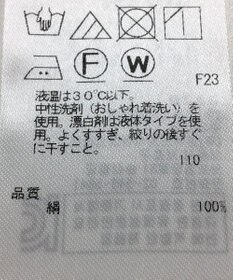 F
W
F23
液温は30℃以下。
中性洗剤(おしゃれ着洗い)を
使用。漂白剤は液体タイプを使
用。よくすすぎ、絞りの後すぐ
に干すこと。
110
品質
絹 100%